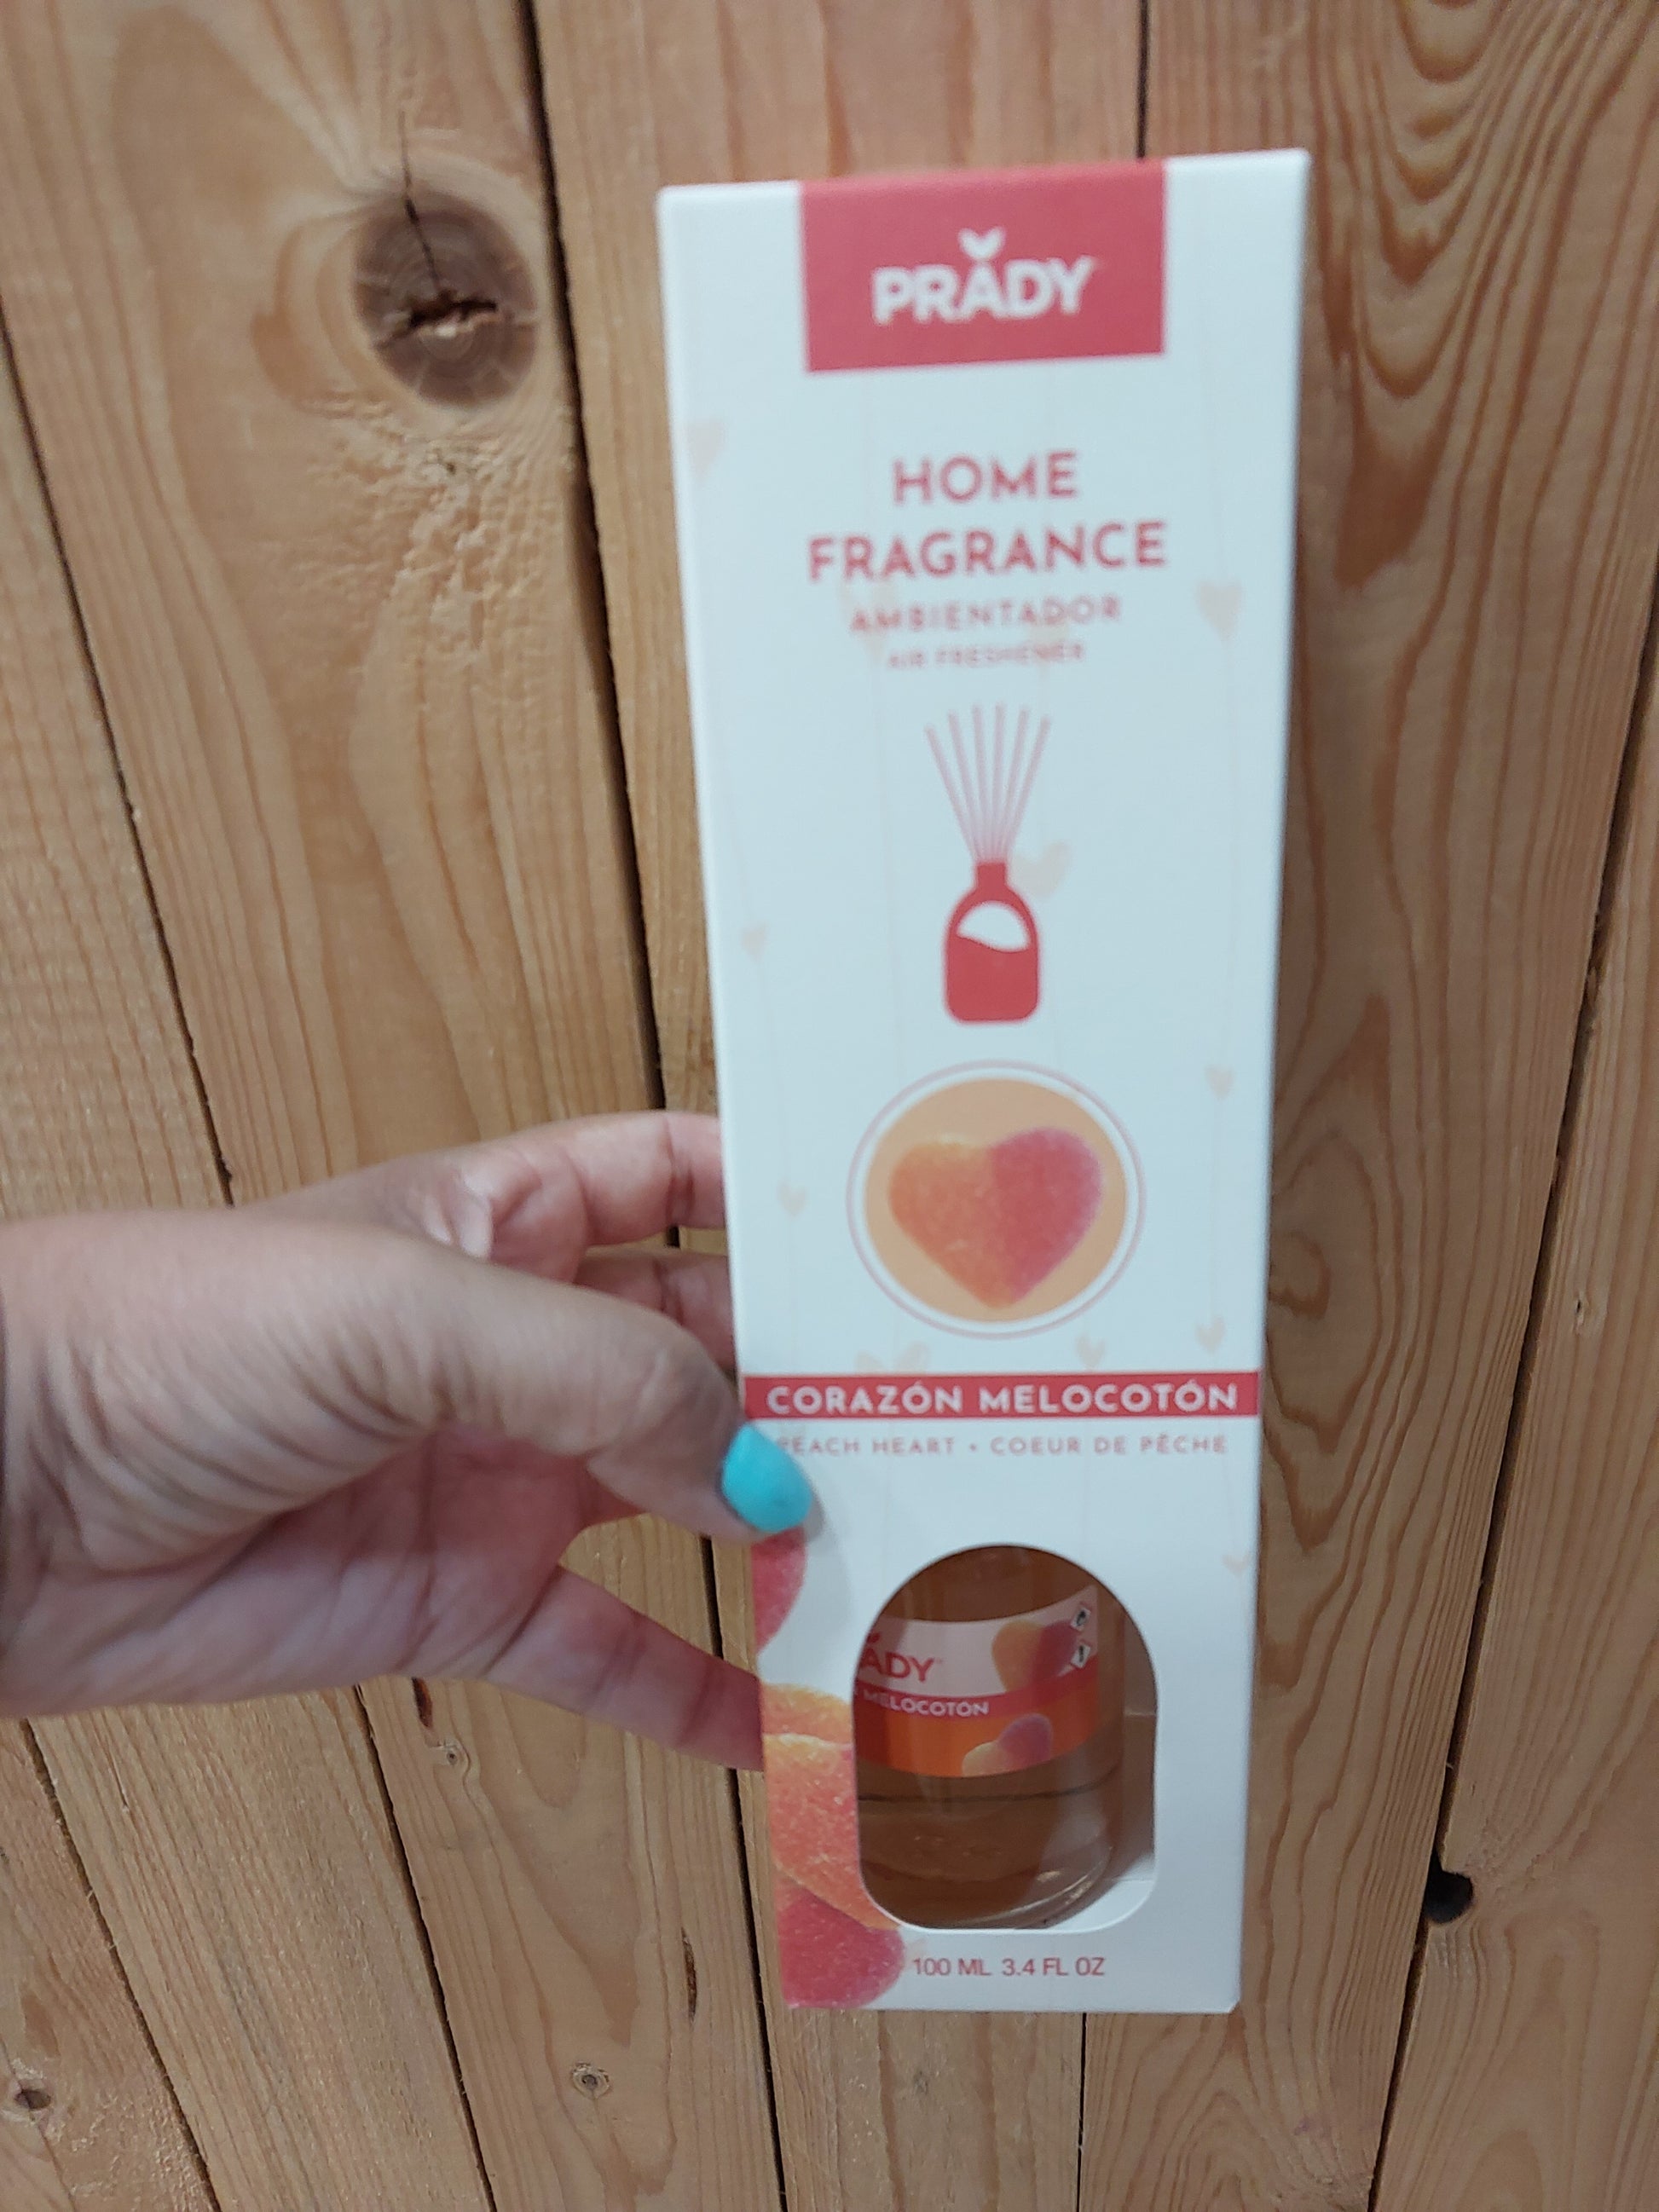 PRADY
HOME
FRAGRANCE
AMBIENTADOR
AIR FRESHENER
CORAZÓN MELOCOTÓN
PEACH HEART • COEUR DE PÊCHE
ADY
MELOCOTÓN
100 ML 3.4 FL OZ